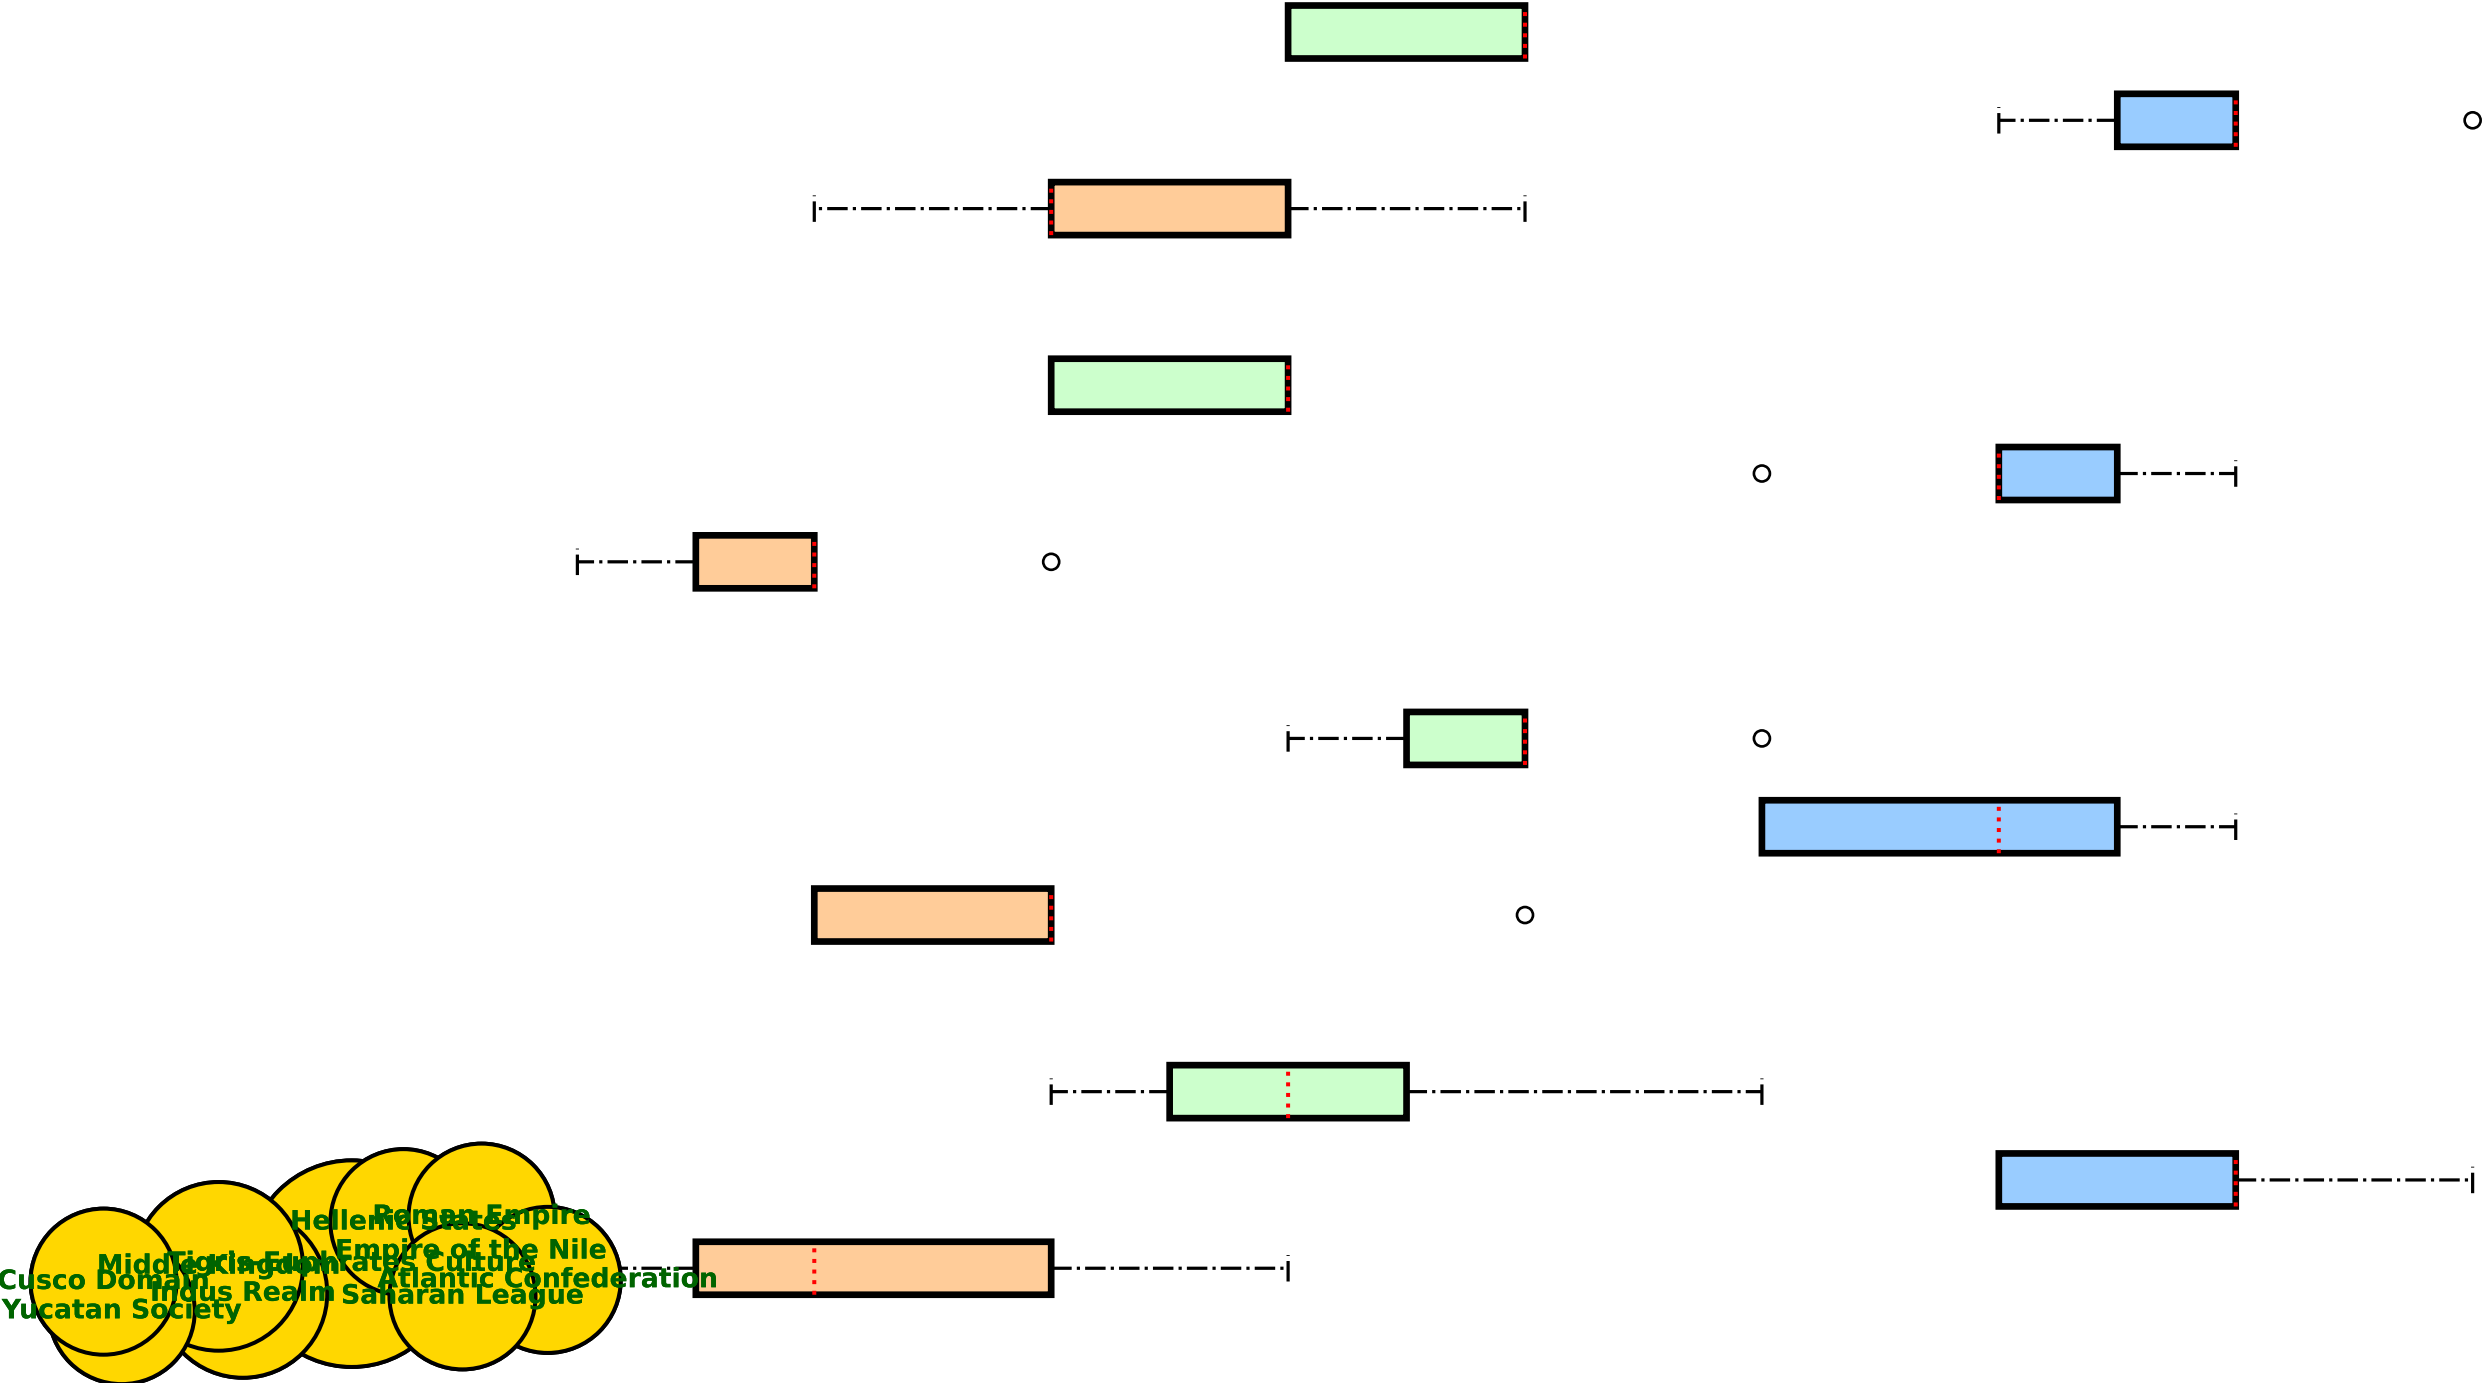 Roman Empire
Hellenic States
Empire of the Nile
Tigris-Euphrates Culture
Middle Kingdom
Atlantic Confederation
Cusco Domain
Indus Realm
Saharan League
Yucatan Society